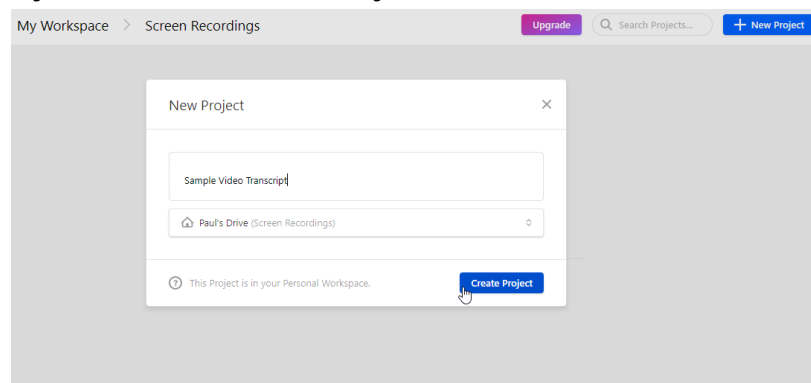 My Workspace > Screen Recordings
Upgrade
Search Projects...
+ New Project
New Project
Sample Video Transcript
Paul's Drive (Screen Recordings)
? This Project is in your Personal Workspace.
Create Project